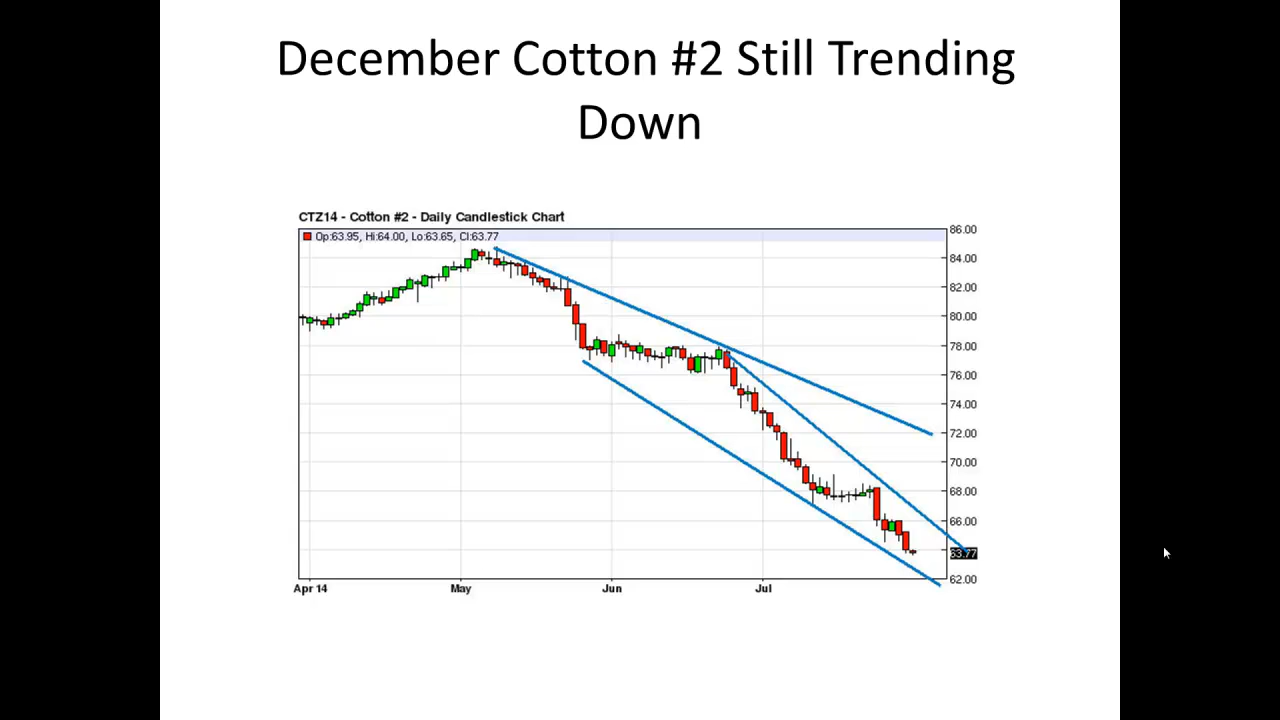 December Cotton #2 Still Trending
Down
CTZ14 - Cotton #2 - Daily Candlestick Chart
Op:63.95, Hi:64.00, Lo:63.65, Cl:63.77
86.00
84.00
82.00
80.00
78.00
76.00
74.00
72.00
70.00
68.00
66.00
63.77
62.00
Apr 14 May Jun Jul